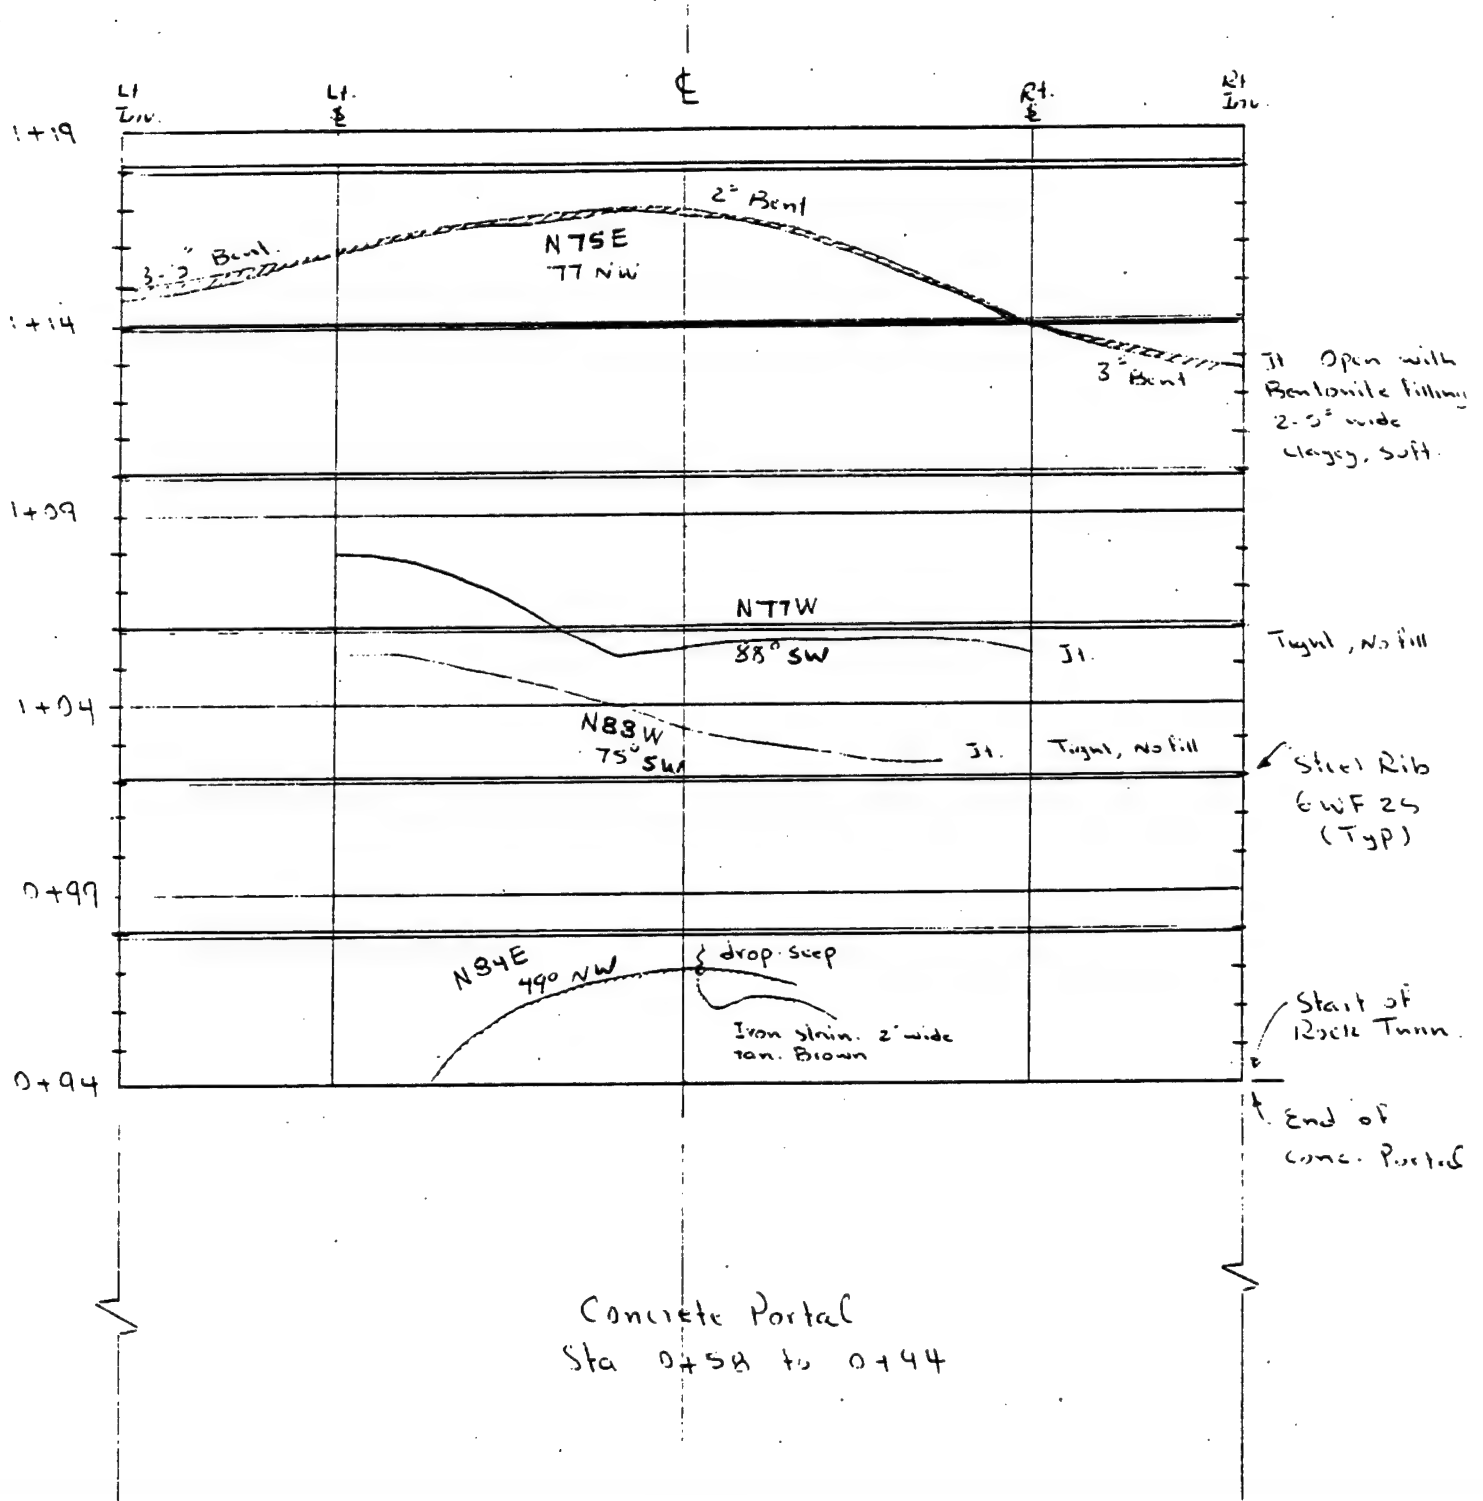 Lt
Inv.
Lt.
℄
Rt.
Rt
Inv.
1+19
2" Bent
3-5" Bent.
N75E
77 NW
1+14
3" Bent
Jt Open with
Bentonite filling
2-5" wide
clayey, soft.
1+09
N77W
88° SW
Jt.
Tight, No fill
1+04
N83W
75° SW
Jt. Tight, No fill
Steel Rib
6WF25
(Typ)
0+99
N84E
49° NW
drop seep
Iron stain. 2" wide
tan. Brown
Start of
Rock Tunn.
0+94
End of
Conc. Portal
Concrete Portal
Sta 0+58 to 0+94